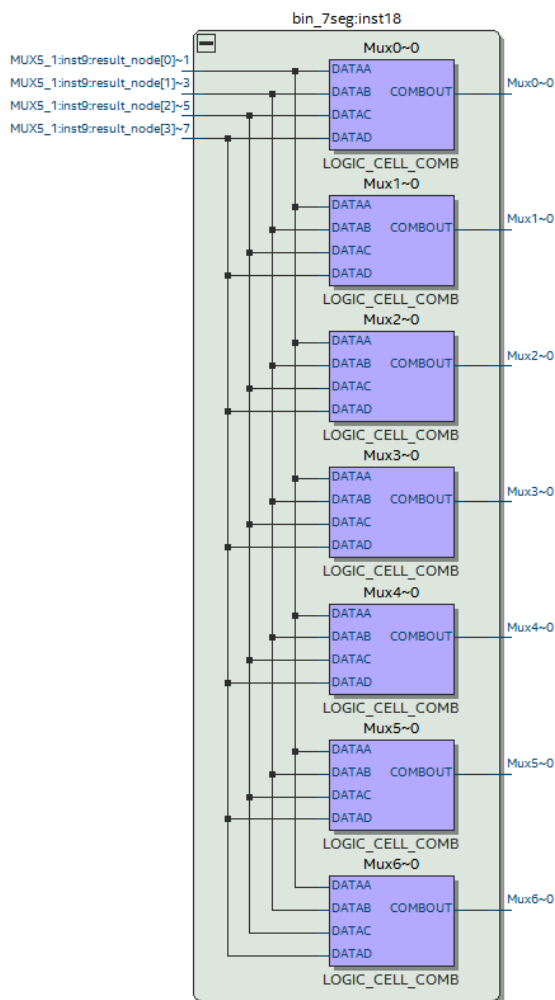 bin_7seg:inst18
MUX5_1:inst9:result_node[0]~1
MUX5_1:inst9:result_node[1]~3
MUX5_1:inst9:result_node[2]~5
MUX5_1:inst9:result_node[3]~7
Mux0~0
DATAA
DATAB COMBOUT
DATAC
DATAD
LOGIC_CELL_COMB
Mux0~0
Mux1~0
DATAA
DATAB COMBOUT
DATAC
DATAD
LOGIC_CELL_COMB
Mux1~0
Mux2~0
DATAA
DATAB COMBOUT
DATAC
DATAD
LOGIC_CELL_COMB
Mux2~0
Mux3~0
DATAA
DATAB COMBOUT
DATAC
DATAD
LOGIC_CELL_COMB
Mux3~0
Mux4~0
DATAA
DATAB COMBOUT
DATAC
DATAD
LOGIC_CELL_COMB
Mux4~0
Mux5~0
DATAA
DATAB COMBOUT
DATAC
DATAD
LOGIC_CELL_COMB
Mux5~0
Mux6~0
DATAA
DATAB COMBOUT
DATAC
DATAD
LOGIC_CELL_COMB
Mux6~0